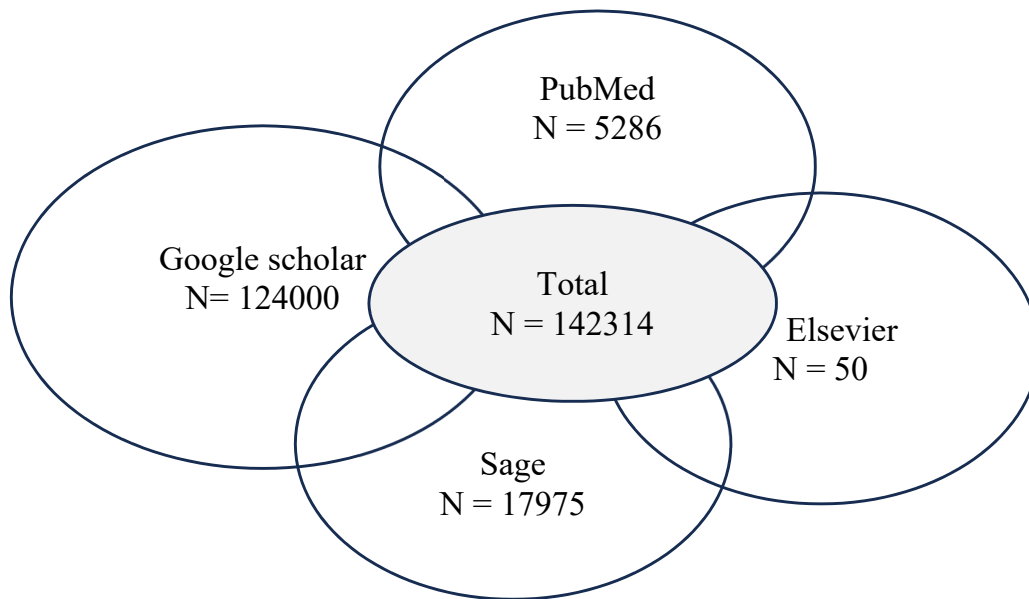 PubMed
N = 5286
Google scholar
N= 124000
Total
N = 142314
Elsevier
N = 50
Sage
N = 17975